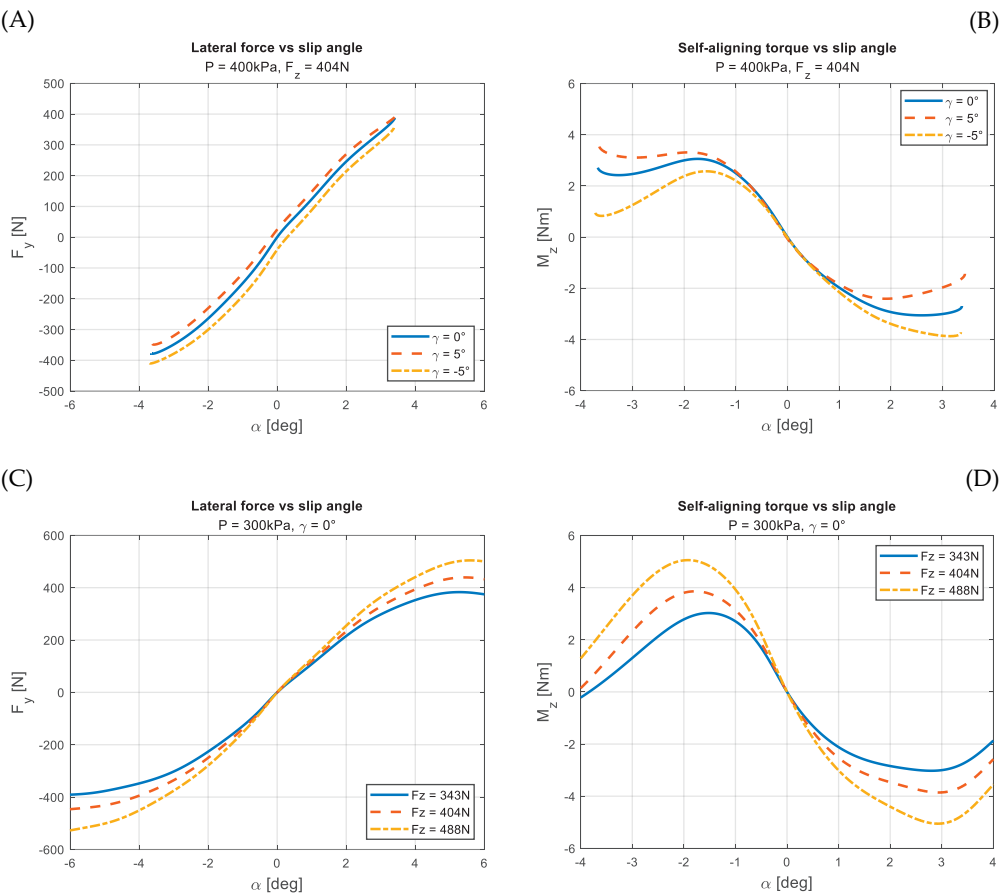 (A)
Lateral force vs slip angle
P = 400kPa, F_z = 404N
500
400
300
200
100
0
-100
-200
-300
-400
-500
F_y [N]
-6
-4
-2
0
2
4
6
α [deg]
γ = 0°
γ = 5°
γ = -5°
(B)
Self-aligning torque vs slip angle
P = 400kPa, F_z = 404N
6
4
2
0
-2
-4
-6
M_z [Nm]
-4
-3
-2
-1
0
1
2
3
4
α [deg]
γ = 0°
γ = 5°
γ = -5°
(C)
Lateral force vs slip angle
P = 300kPa, γ = 0°
600
400
200
0
-200
-400
-600
F_y [N]
-6
-4
-2
0
2
4
6
α [deg]
Fz = 343N
Fz = 404N
Fz = 488N
(D)
Self-aligning torque vs slip angle
P = 300kPa, γ = 0°
6
4
2
0
-2
-4
-6
M_z [Nm]
-4
-3
-2
-1
0
1
2
3
4
α [deg]
Fz = 343N
Fz = 404N
Fz = 488N